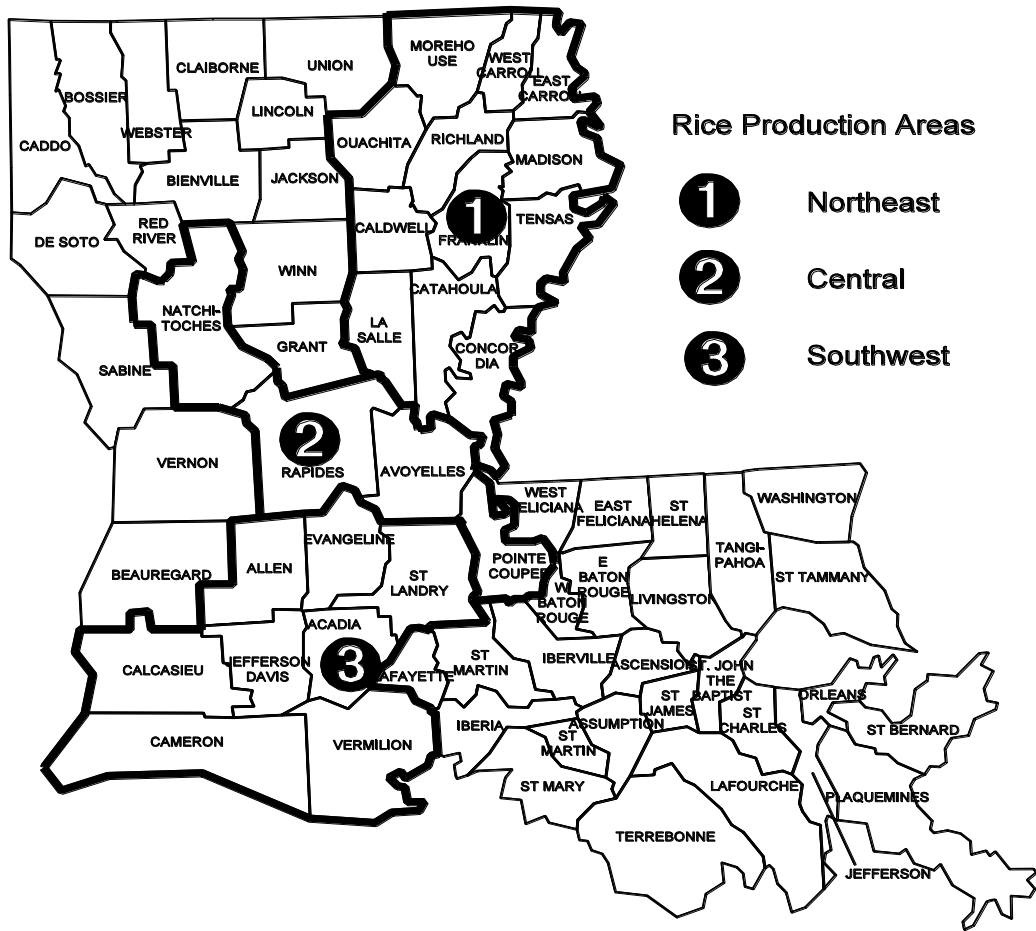 MOREHO
USE
WEST
CARROLL
EAST
CARROLL
CLAIBORNE
UNION
BOSSIER
LINCOLN
WEBSTER
CADDO
OUACHITA
RICHLAND
MADISON
BIENVILLE
JACKSON
Rice Production Areas
1
Northeast
2
Central
3
Southwest
RED
RIVER
DE SOTO
CALDWELL
1
FRANKLIN
TENSAS
WINN
CATAHOULA
NATCHI-
TOCHES
LA
SALLE
GRANT
CONCOR
DIA
SABINE
2
RAPIDES
VERNON
AVOYELLES
WEST
FELICIANA
EAST
FELICIANA
ST
HELENA
WASHINGTON
TANGI-
PAHOA
EVANGELINE
BEAUREGARD
ALLEN
ST
LANDRY
POINTE
COUPEE
E
BATON
ROUGE
W
BATON
ROUGE
LIVINGSTON
ST TAMMANY
ACADIA
CALCASIEU
JEFFERSON
DAVIS
3
LAFAYETTE
ST
MARTIN
IBERVILLE
ASCENSION
ST. JOHN
THE
BAPTIST
ST
JAMES
ST
CHARLES
ORLEANS
ST BERNARD
CAMERON
VERMILION
IBERIA
ASSUMPTION
ST
MARTIN
ST MARY
LAFOURCHE
PLAQUEMINES
TERREBONNE
JEFFERSON